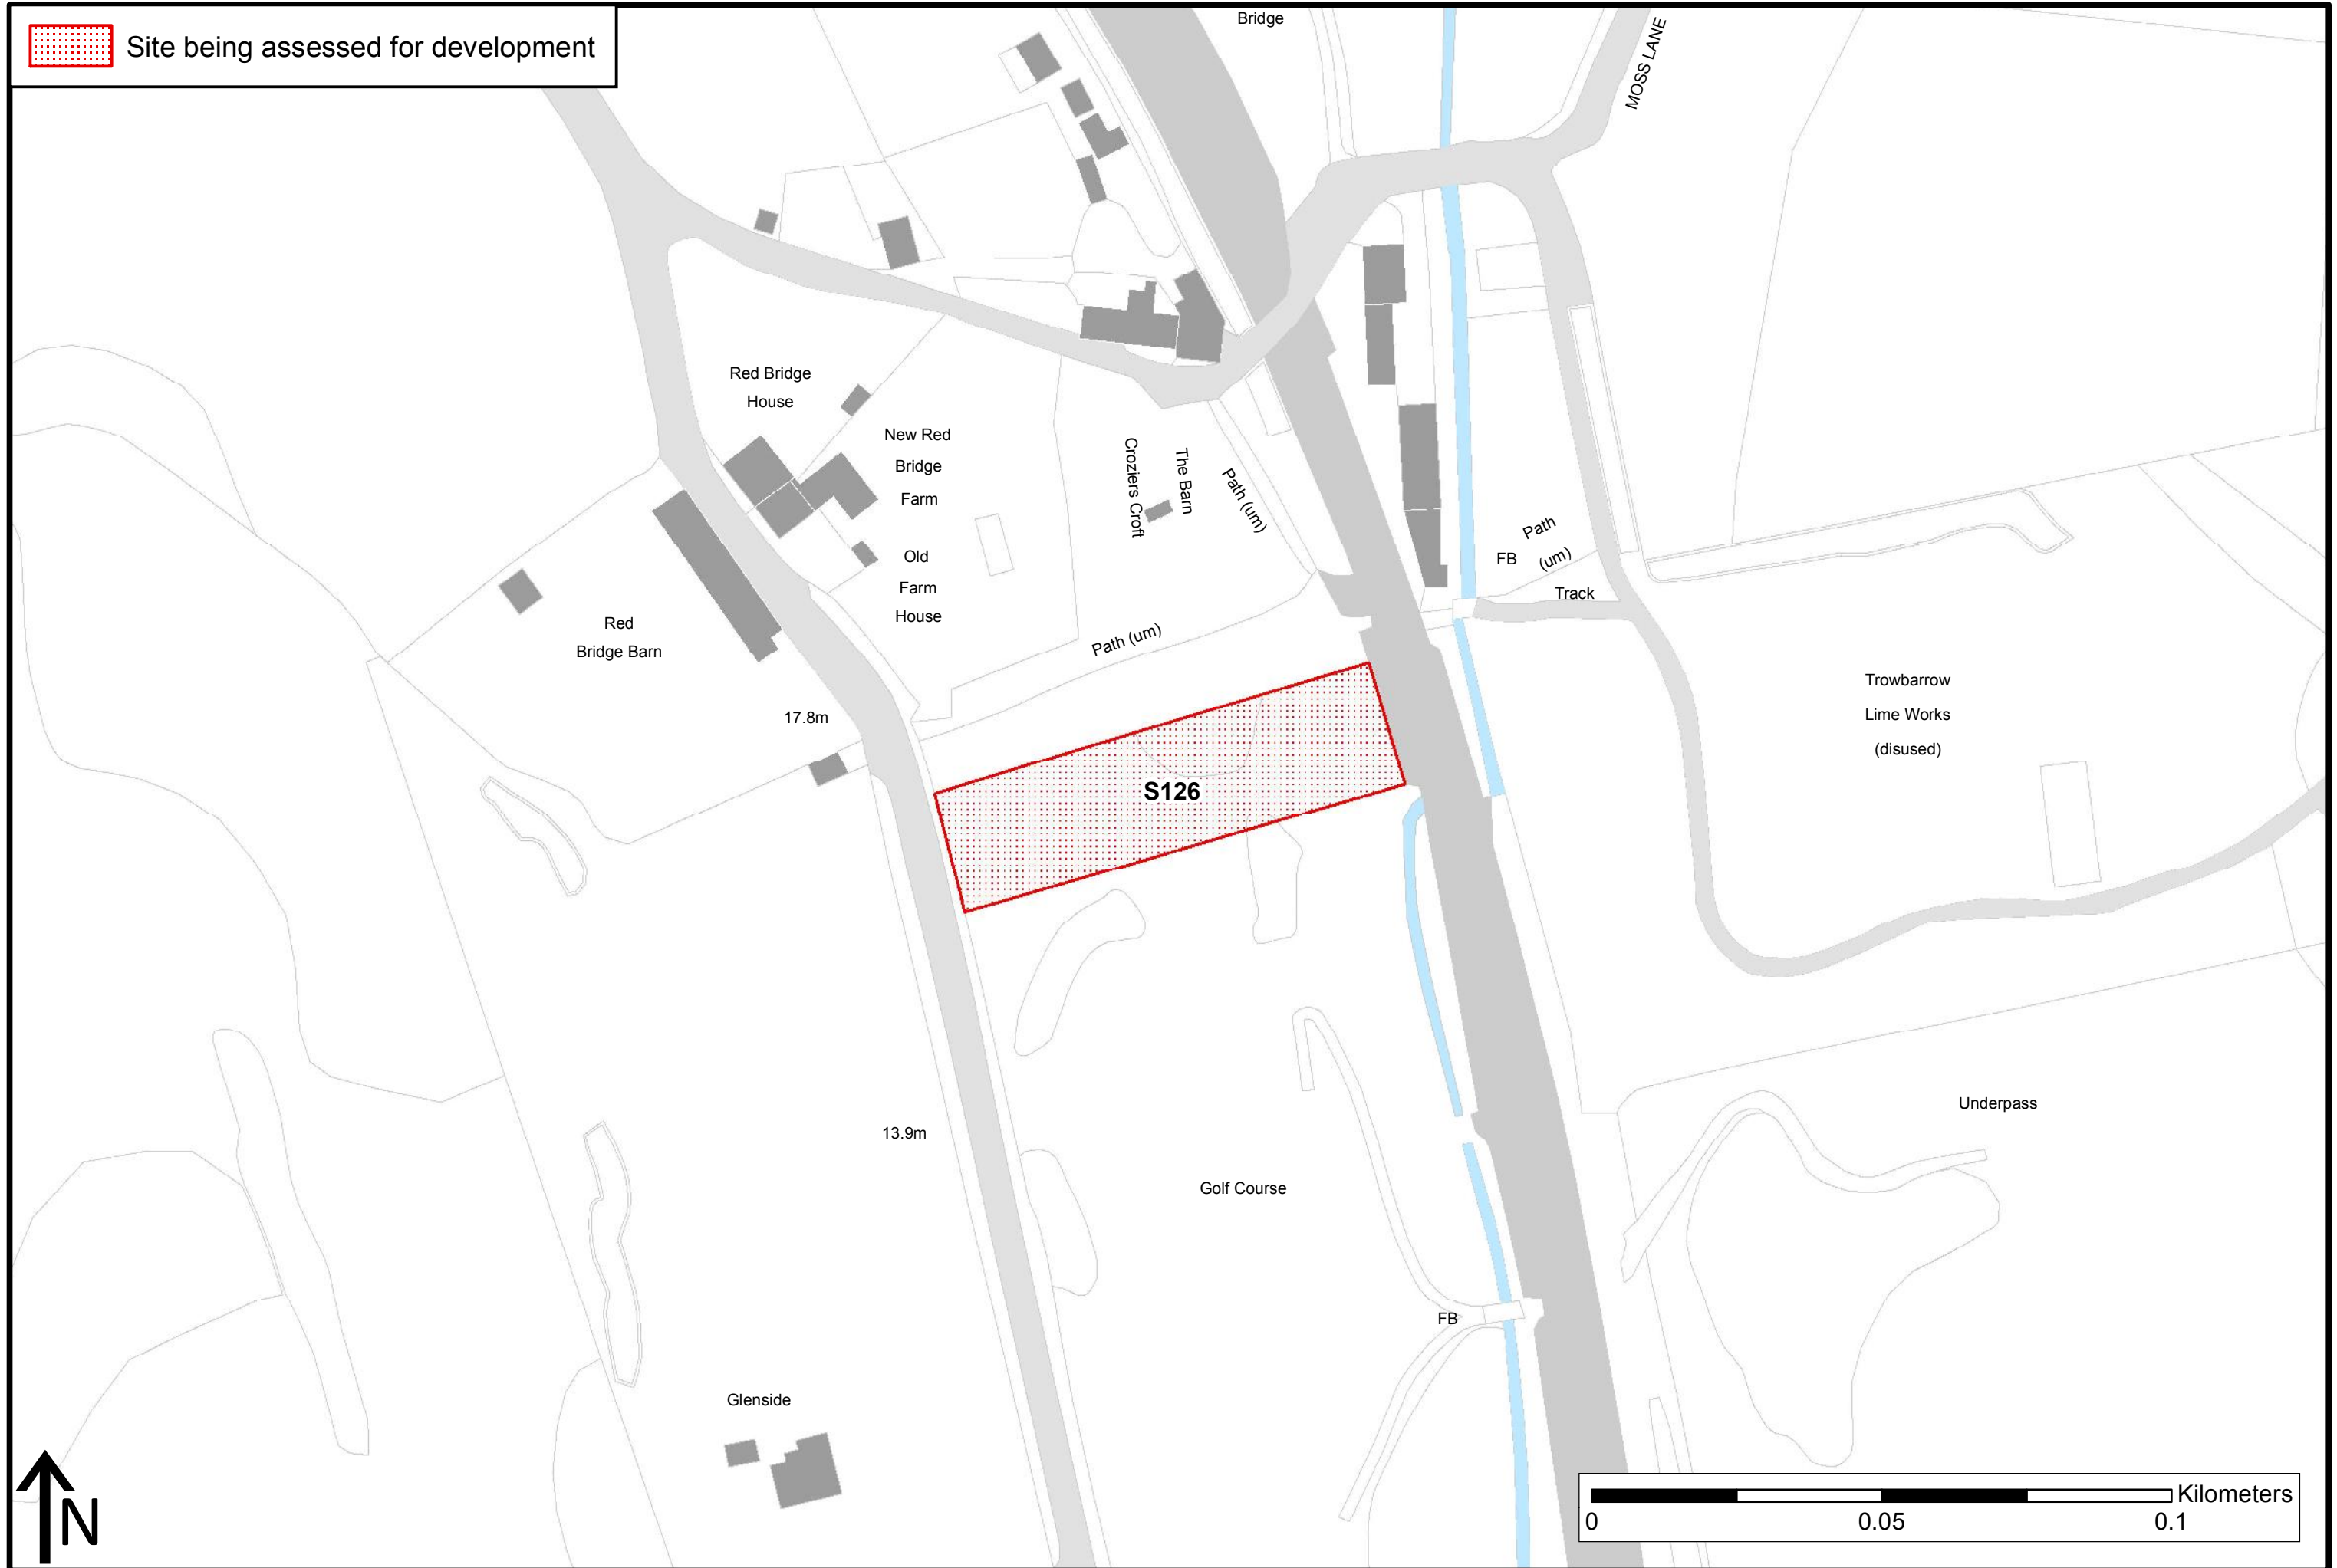 Site being assessed for development
Bridge
MOSS LANE
Red Bridge
House
New Red
Bridge
Farm
Croziers Croft
The Barn
Path (um)
Old
Farm
House
Path
(um)
FB
Track
Red
Bridge Barn
Path (um)
Trowbarrow
Lime Works
(disused)
17.8m
S126
13.9m
Underpass
Golf Course
FB
Glenside
N
Kilometers
0
0.05
0.1